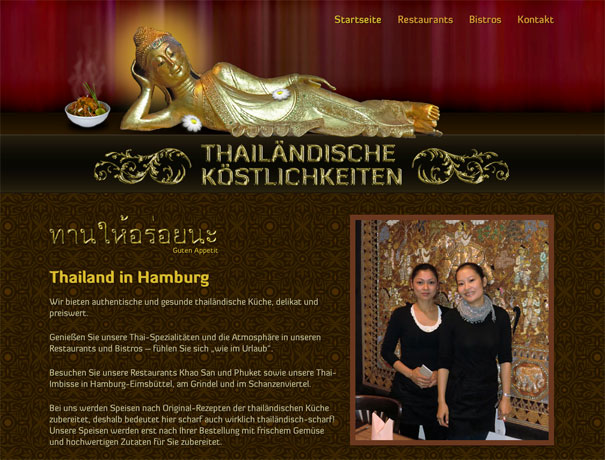 Startseite Restaurants Bistros Kontakt
THAILÄNDISCHE
KÖSTLICHKEITEN
ทานให้อร่อยนะ
Guten Appetit
Thailand in Hamburg
Wir bieten authentische und gesunde thailändische Küche, delikat und
preiswert.
Genießen Sie unsere Thai-Spezialitäten und die Atmosphäre in unseren
Restaurants und Bistros – fühlen Sie sich „wie im Urlaub".
Besuchen Sie unsere Restaurants Khao San und Phuket sowie unsere Thai-
Imbisse in Hamburg-Eimsbüttel, am Grindel und im Schanzenviertel.
Bei uns werden Speisen nach Original-Rezepten der thailändischen Küche
zubereitet, deshalb bedeutet hier scharf auch wirklich thailändisch-scharf!
Unsere Speisen werden erst nach Ihrer Bestellung mit frischem Gemüse
und hochwertigen Zutaten für Sie zubereitet.